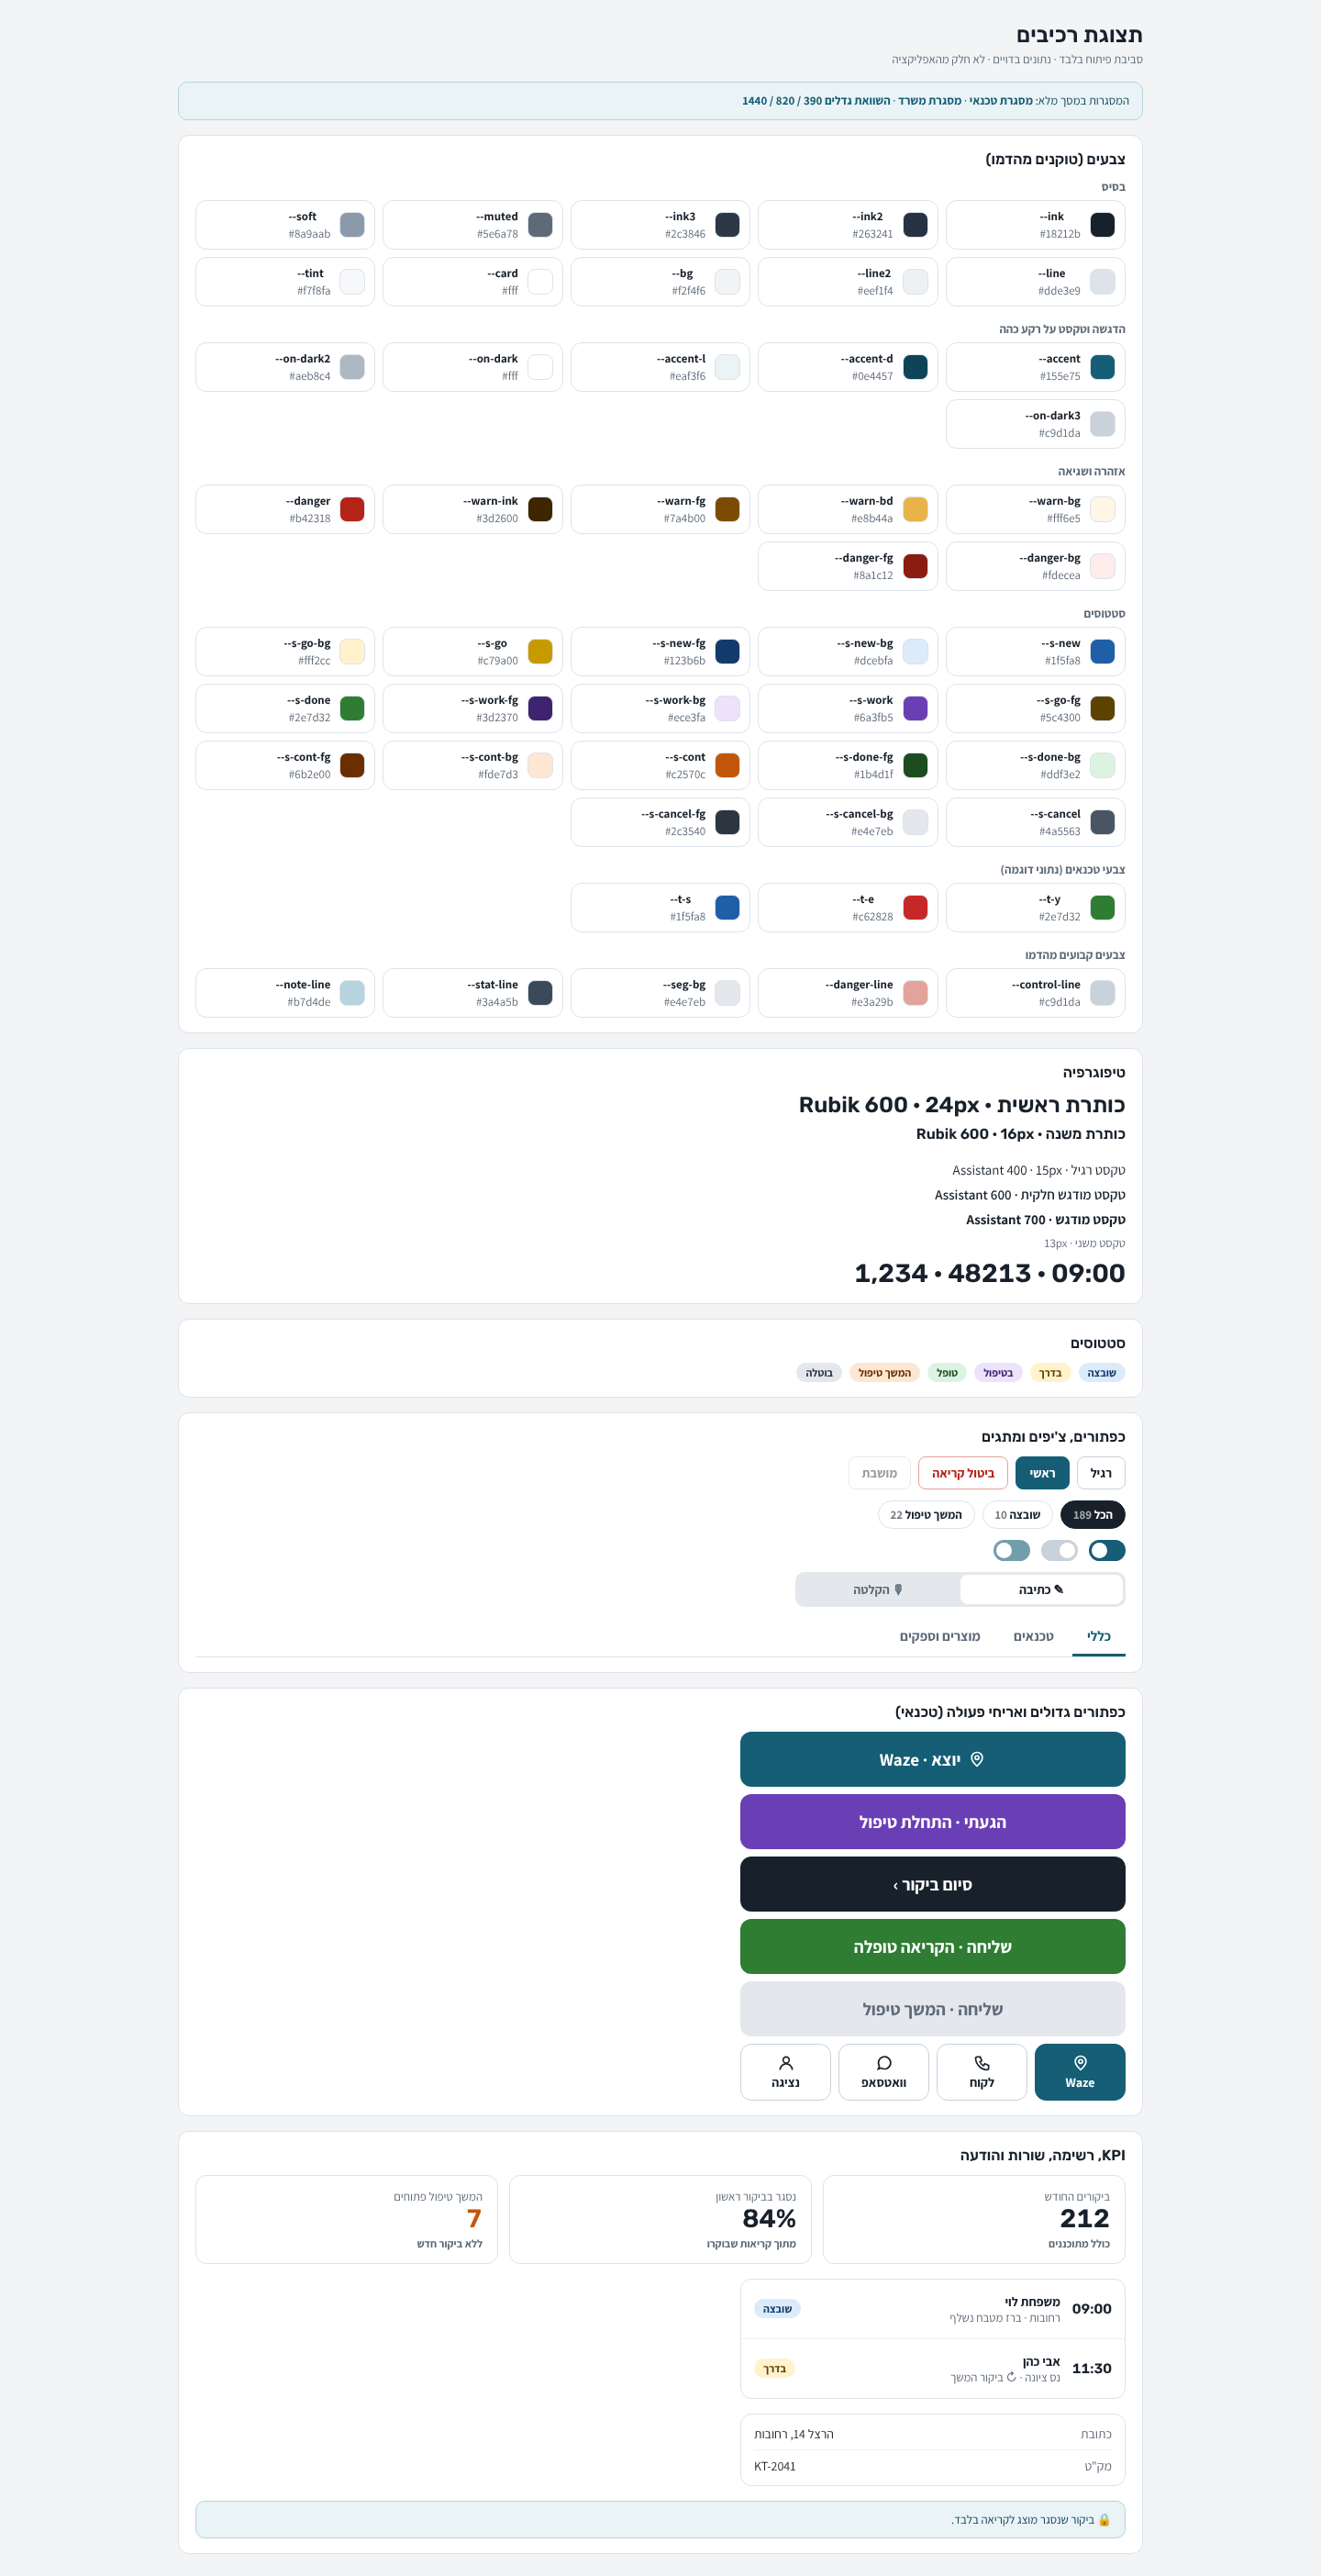 תצוגת רכיבים
סביבת פיתוח בלבד · נתונים בדויים · לא חלק מהאפליקציה
המסגרות במסך מלא: מסגרת טכנאי · מסגרת משרד · השוואת גדלים 390 / 820 / 1440
צבעים (טוקנים מהדמו)
בסיס
--ink
#18212b
--ink2
#263241
--ink3
#2c3846
--muted
#5e6a78
--soft
#8a9aab
--line
#dde3e9
--line2
#eef1f4
--bg
#f2f4f6
--card
#fff
--tint
#f7f8fa
הדגשה וטקסט על רקע כהה
--accent
#155e75
--accent-d
#0e4457
--accent-l
#eaf3f6
--on-dark
#fff
--on-dark2
#aeb8c4
--on-dark3
#c9d1da
אזהרה ושגיאה
--warn-bg
#fff6e5
--warn-bd
#e8b44a
--warn-fg
#7a4b00
--warn-ink
#3d2600
--danger
#b42318
--danger-bg
#fdecea
--danger-fg
#8a1c12
סטטוסים
--s-new
#1f5fa8
--s-new-bg
#dcebfa
--s-new-fg
#123b6b
--s-go
#c79a00
--s-go-bg
#fff2cc
--s-go-fg
#5c4300
--s-work
#6a3fb5
--s-work-bg
#ece3fa
--s-work-fg
#3d2370
--s-done
#2e7d32
--s-done-bg
#ddf3e2
--s-done-fg
#1b4d1f
--s-cont
#c2570c
--s-cont-bg
#fde7d3
--s-cont-fg
#6b2e00
--s-cancel
#4a5563
--s-cancel-bg
#e4e7eb
--s-cancel-fg
#2c3540
צבעי טכנאים (נתוני דוגמה)
--t-y
#2e7d32
--t-e
#c62828
--t-s
#1f5fa8
צבעים קבועים מהדמו
--control-line
#c9d1da
--danger-line
#e3a29b
--seg-bg
#e4e7eb
--stat-line
#3a4a5b
--note-line
#b7d4de
טיפוגרפיה
כותרת ראשית • Rubik 600 • 24px
כותרת משנה • Rubik 600 • 16px
טקסט רגיל · Assistant 400 · 15px
טקסט מודגש חלקית · Assistant 600
טקסט מודגש · Assistant 700
טקסט משני · 13px
09:00 • 48213 • 1,234
סטטוסים
שובצה
בדרך
בטיפול
טופל
המשך טיפול
בוטלה
כפתורים, צ'יפים ומתגים
רגיל
ראשי
ביטול קריאה
מושבת
הכל 189
שובצה 10
המשך טיפול 22
✎ כתיבה
🎙 הקלטה
כללי
טכנאים
מוצרים וספקים
כפתורים גדולים ואריחי פעולה (טכנאי)
יוצא · Waze
הגעתי · התחלת טיפול
סיום ביקור ›
שליחה · הקריאה טופלה
שליחה · המשך טיפול
Waze
לקוח
וואטסאפ
נציגה
KPI, רשימה, שורות והודעה
ביקורים החודש
212
כולל מתוכננים
נסגר בביקור ראשון
84%
מתוך קריאות שבוקרו
המשך טיפול פתוחים
7
ללא ביקור חדש
09:00
משפחת לוי
רחובות · ברז מטבח נשלף
שובצה
11:30
אבי כהן
נס ציונה · ↻ ביקור המשך
בדרך
כתובת
הרצל 14, רחובות
מק"ט
KT-2041
🔒 ביקור שנסגר מוצג לקריאה בלבד.